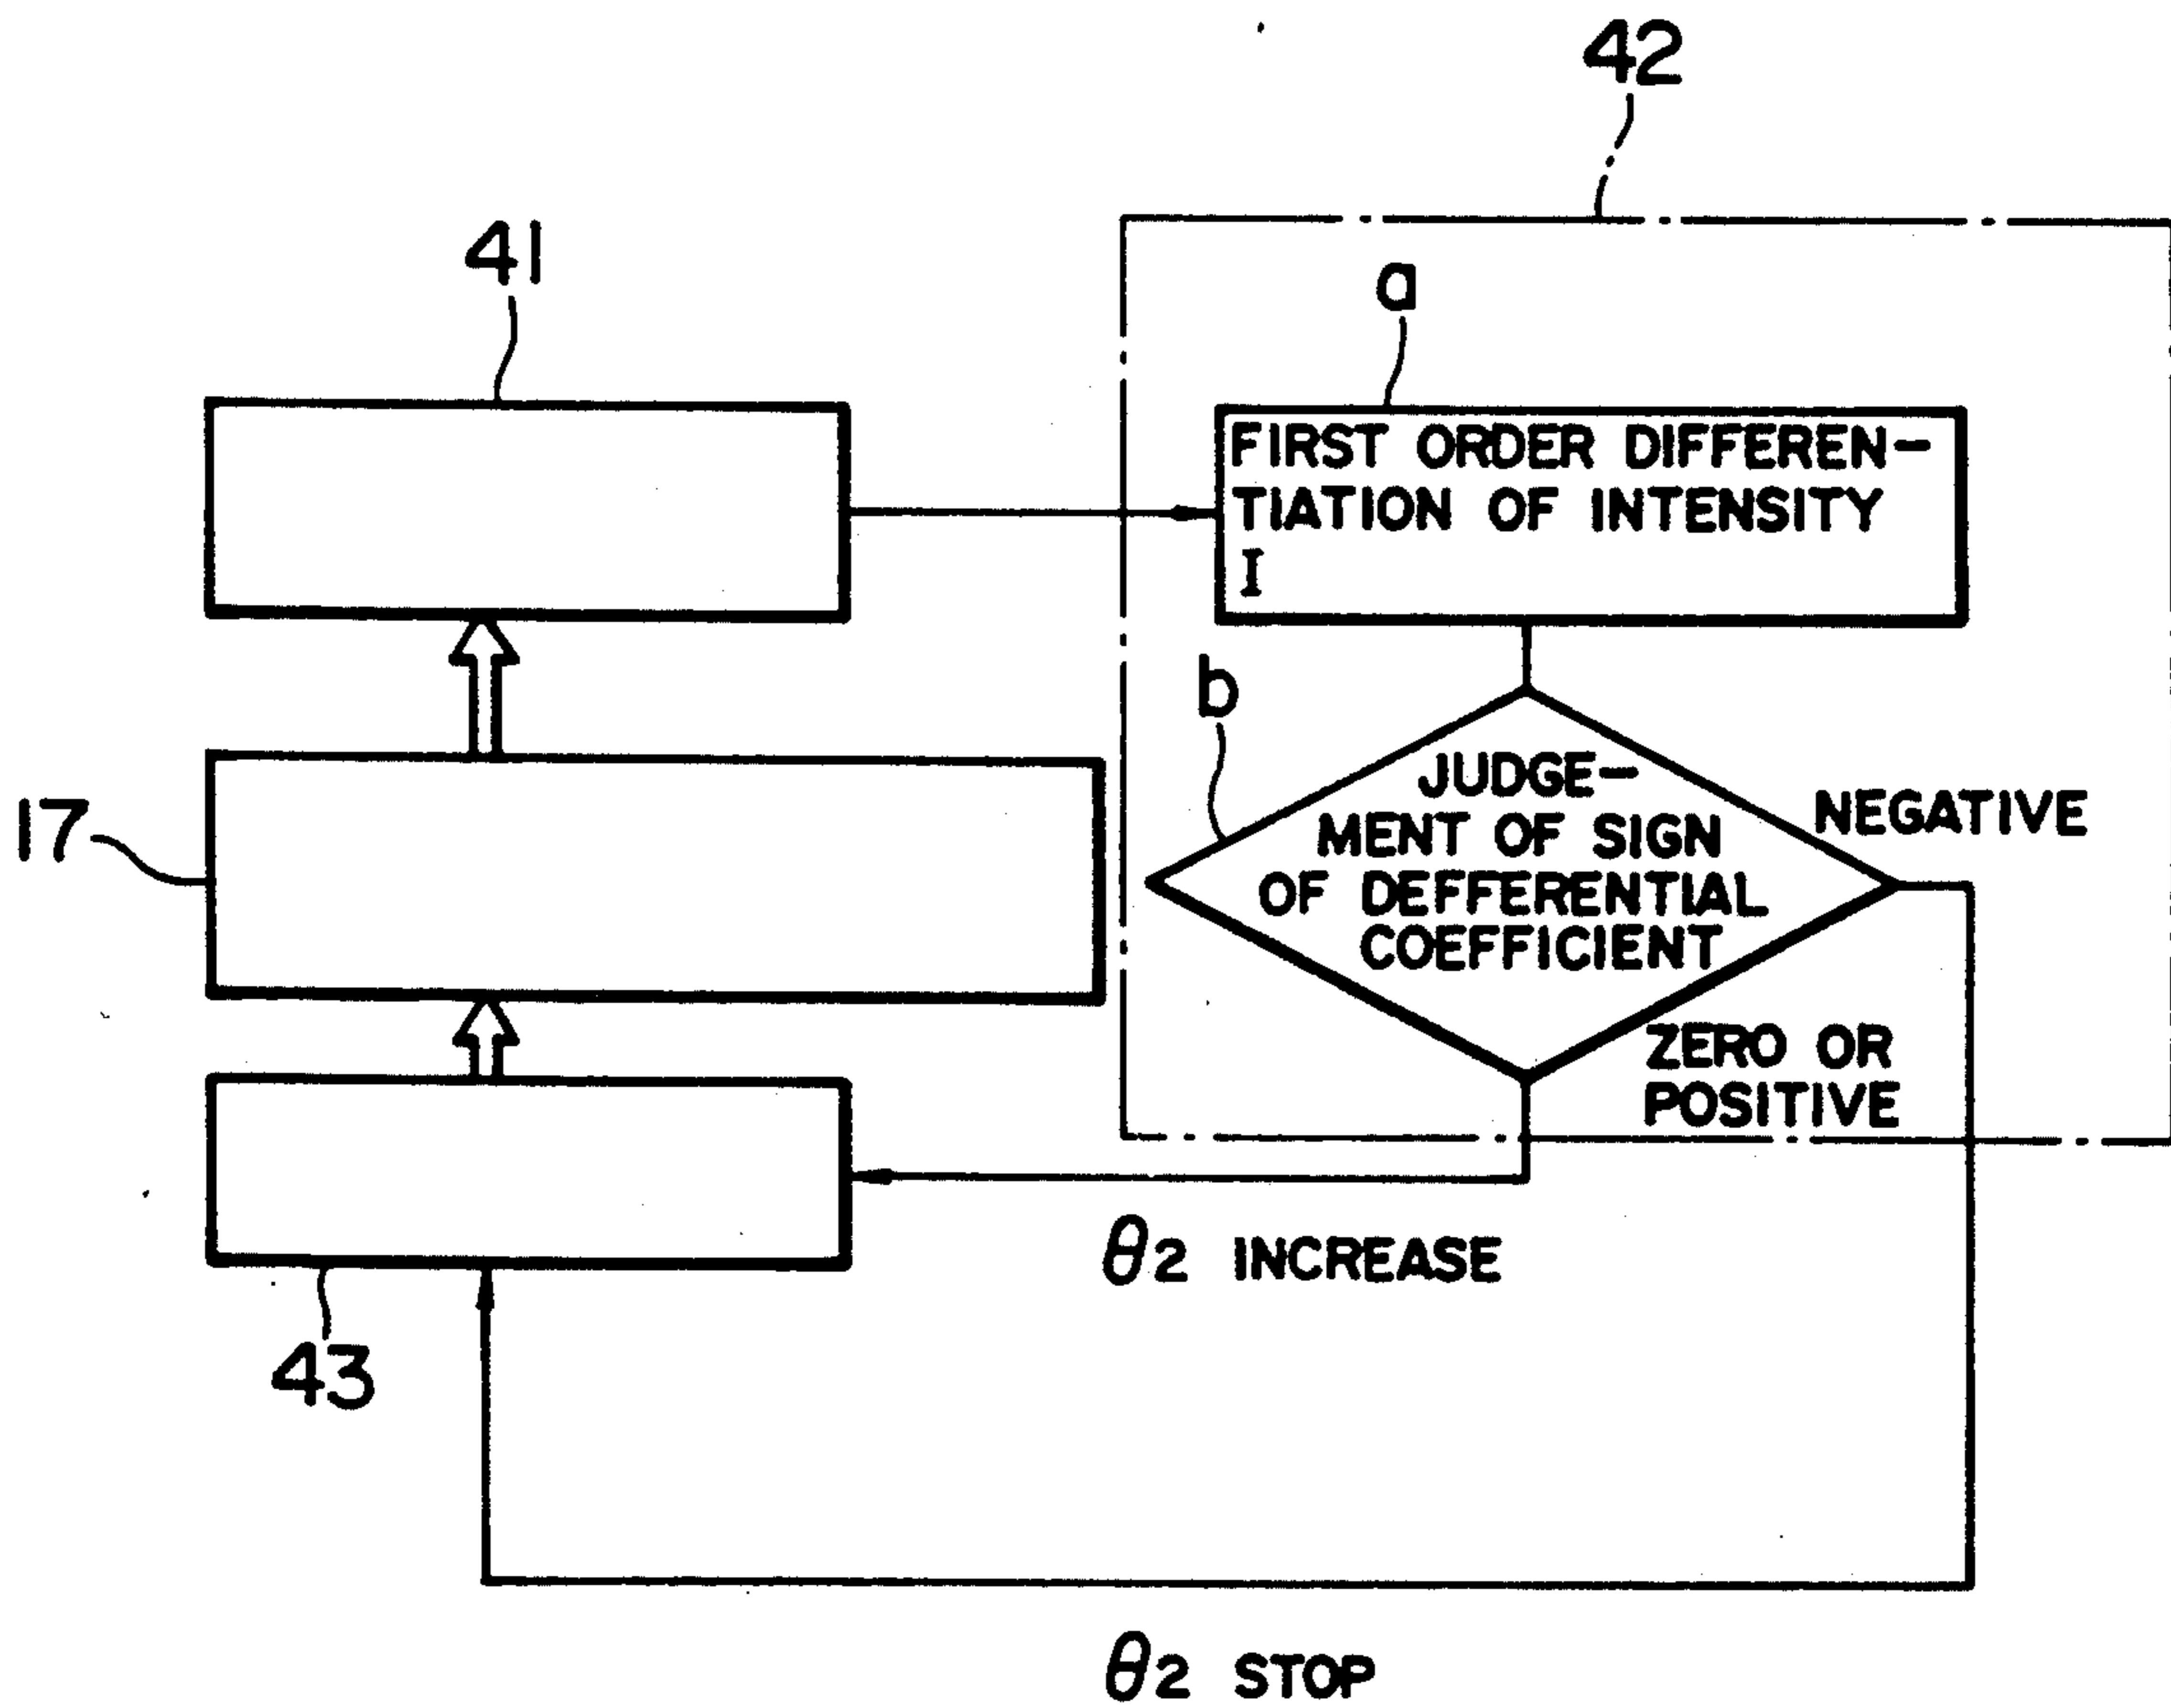 42
41
a
FIRST ORDER DIFFEREN-
TIATION OF INTENSITY
I
b
JUDGE-
MENT OF SIGN
OF DEFFERENTIAL
COEFFICIENT
NEGATIVE
17
ZERO OR
POSITIVE
θ2 INCREASE
43
θ2 STOP